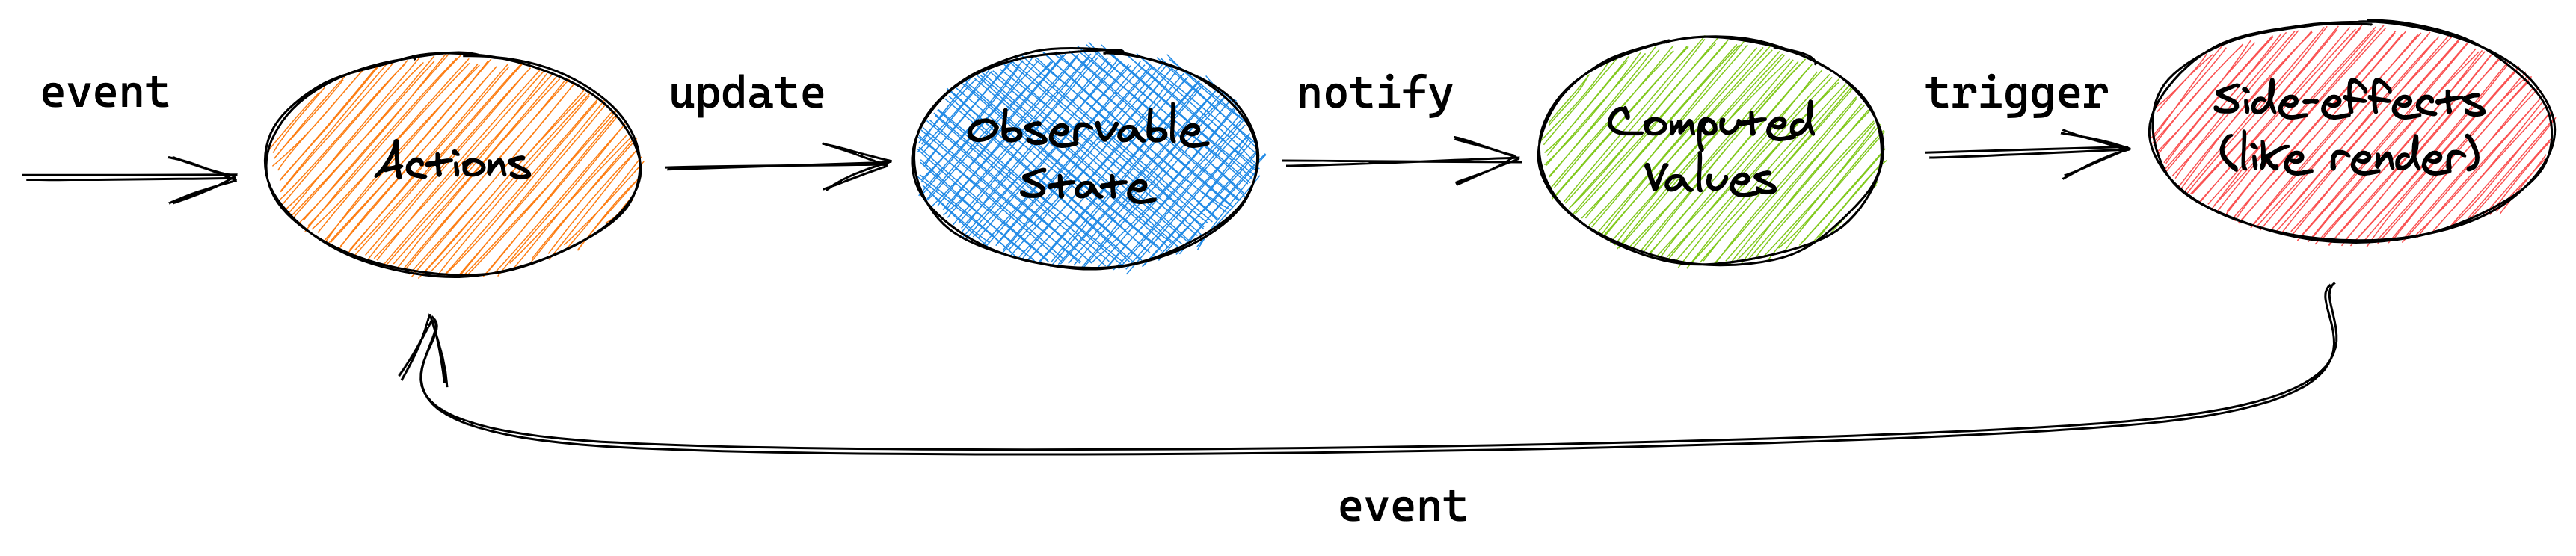 event
Actions
update
Observable
State
notify
Computed
Values
trigger
Side-effects
(like render)
event